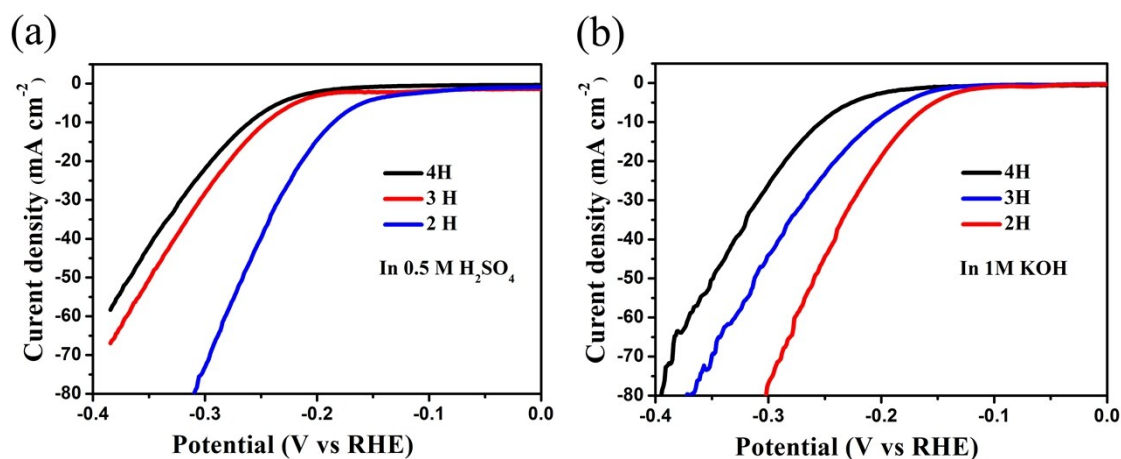 (a)
Curent density (mA cm-2)
0
-10
-20
-30
-40
-50
-60
-70
-80
4H
3 H
2 H
In 0.5 M H2SO4
-0.4
-0.3
-0.2
-0.1
0.0
Potential (V vs RHE)
(b)
Curent density (mA cm-2)
0
-10
-20
-30
-40
-50
-60
-70
-80
4H
3H
2H
In 1M KOH
-0.4
-0.3
-0.2
-0.1
0.0
Potential (V vs RHE)